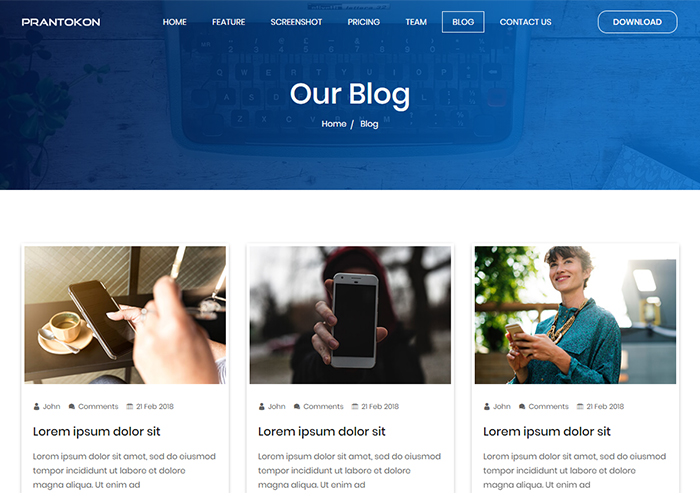 PRANTOKON HOME FEATURE SCREENSHOT PRICING TEAM BLOG CONTACT US DOWNLOAD
Our Blog
Home / Blog
John Comments 21 Feb 2018
Lorem ipsum dolor sit
Lorem ipsum dolor sit amet, sed do eiusmod
tempor incididunt ut labore et dolore
magna aliqua. Ut enim ad
John Comments 21 Feb 2018
Lorem ipsum dolor sit
Lorem ipsum dolor sit amet, sed do eiusmod
tempor incididunt ut labore et dolore
magna aliqua. Ut enim ad
John Comments 21 Feb 2018
Lorem ipsum dolor sit
Lorem ipsum dolor sit amet, sed do eiusmod
tempor incididunt ut labore et dolore
magna aliqua. Ut enim ad